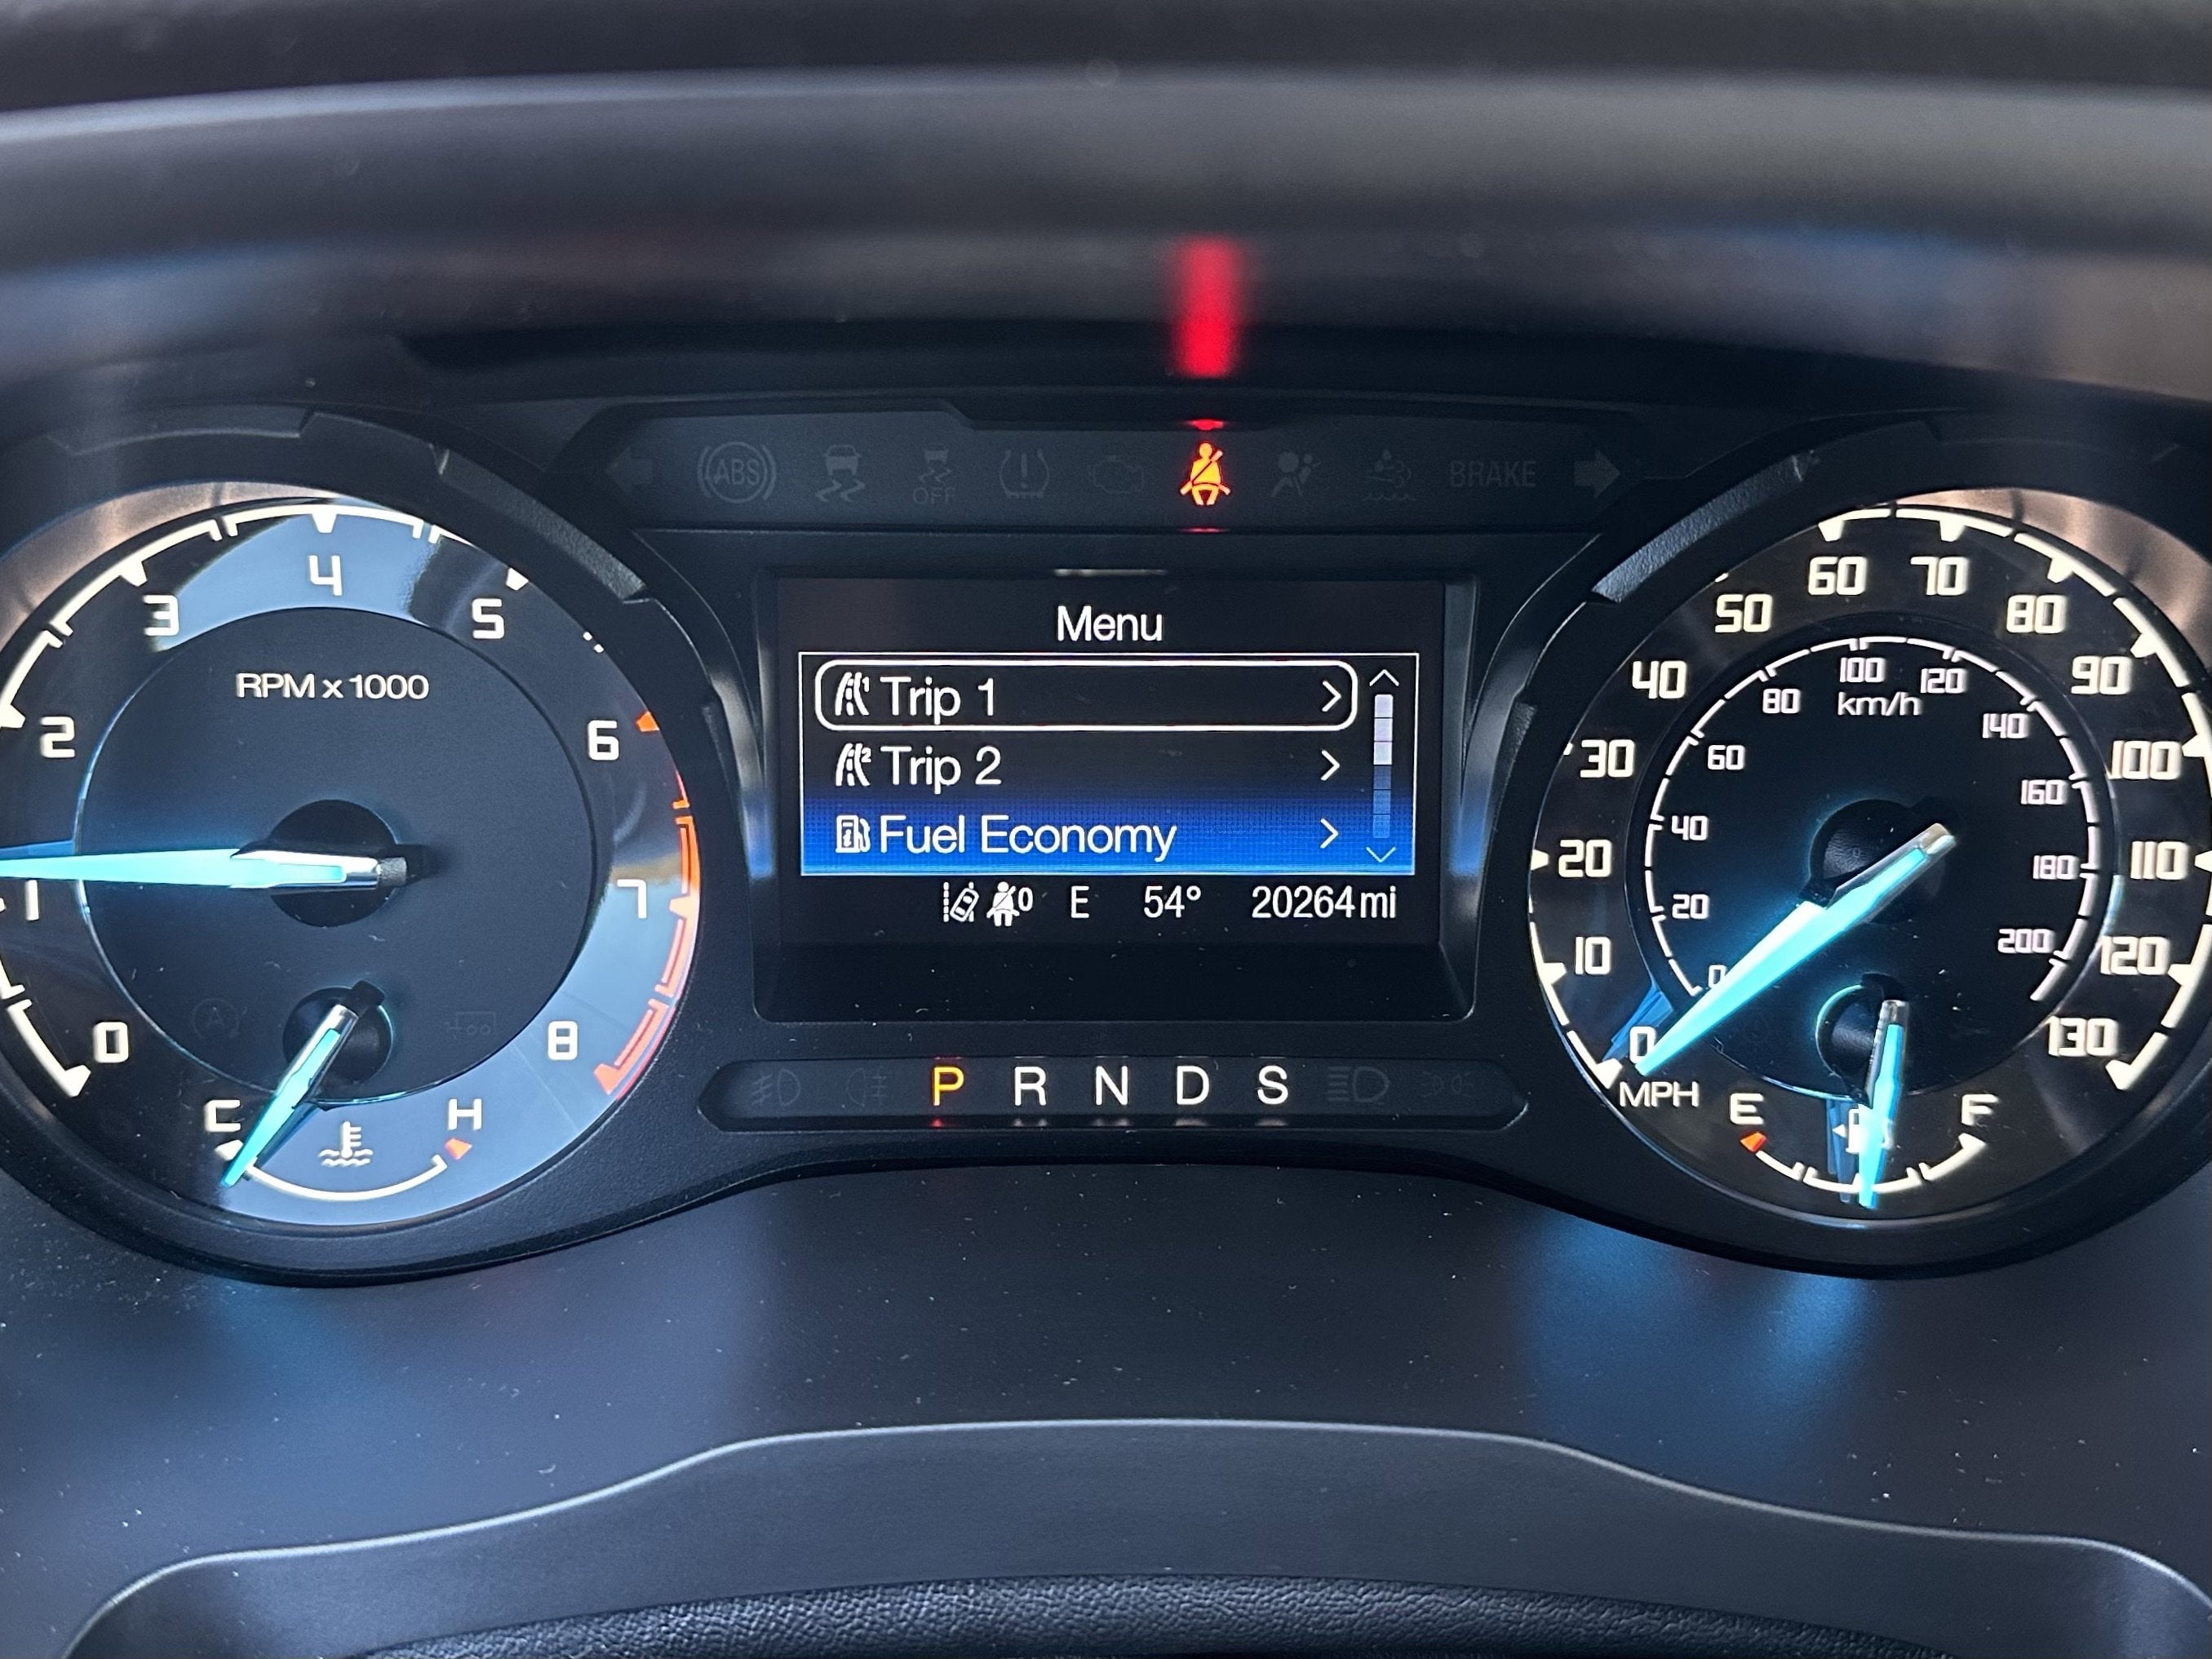 ABS OFF BRAKE
Menu
Trip 1
Trip 2
Fuel Economy
0 E 54° 20264mi
P R N D S
0 1 2 3 4 5 6 7 8
RPM x 1000
C H
0 10 20 30 40 50 60 70 80 90 100 110 120 130
MPH
0 20 40 60 80 100 120 140 160 180 200
km/h
E F